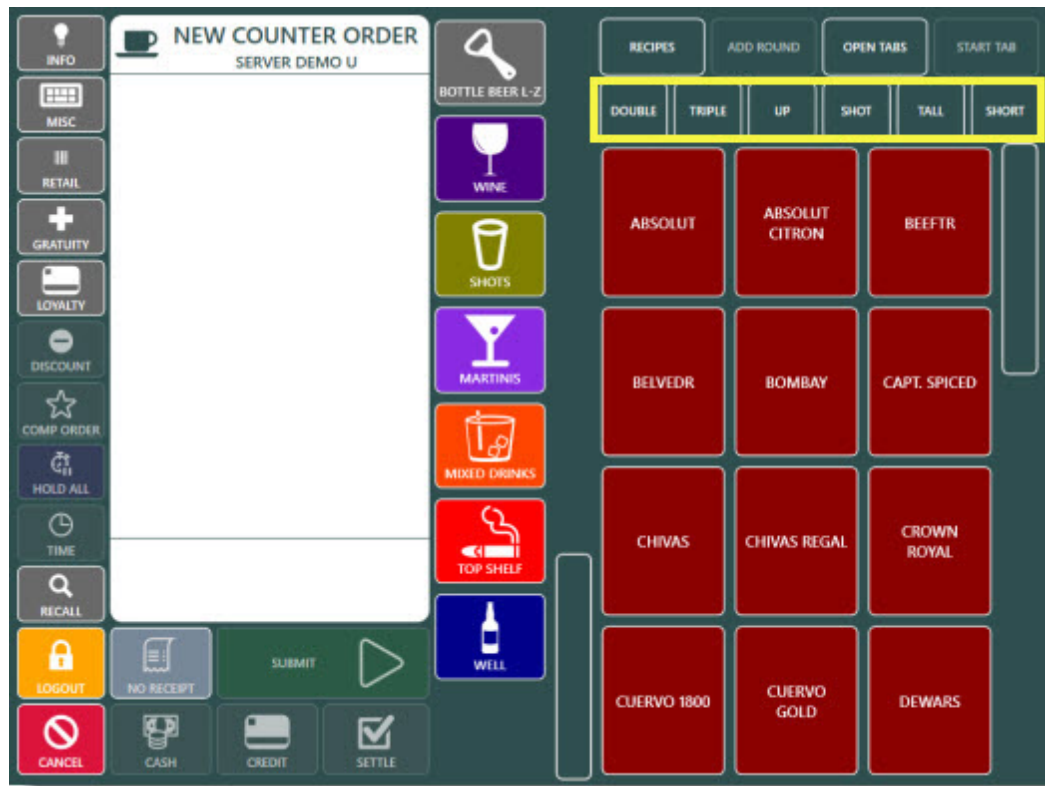 INFO
MISC
RETAIL
GRATUITY
LOYALTY
DISCOUNT
COMP ORDER
HOLD ALL
TIME
RECALL
LOGOUT
CANCEL
NEW COUNTER ORDER
SERVER DEMO U
NO RECEIPT
SUBMIT
CASH
CREDIT
SETTLE
BOTTLE BEER L-Z
WINE
SHOTS
MARTINIS
MIXED DRINKS
TOP SHELF
WELL
RECIPES
ADD ROUND
OPEN TABS
START TAB
DOUBLE
TRIPLE
UP
SHOT
TALL
SHORT
ABSOLUT
ABSOLUT
CITRON
BEEFTR
BELVEDR
BOMBAY
CAPT. SPICED
CHIVAS
CHIVAS REGAL
CROWN
ROYAL
CUERVO 1800
CUERVO
GOLD
DEWARS